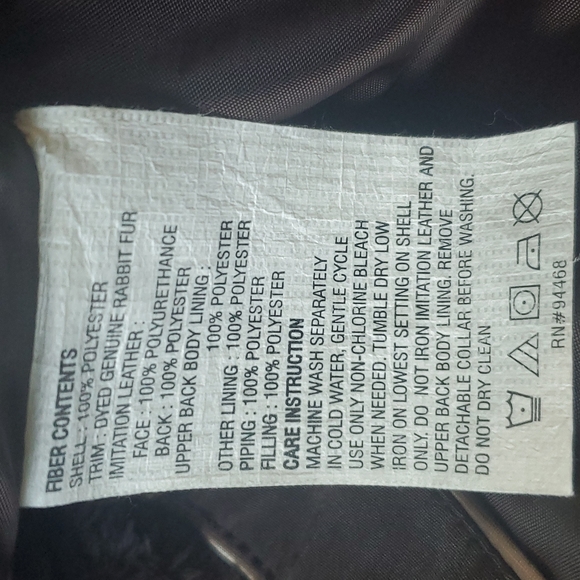 FIBER CONTENTS
SHELL : 100% POLYESTER
TRIM : DYED GENUINE RABBIT FUR
IMITATION LEATHER :
FACE : 100% POLYURETHANCE
BACK : 100% POLYESTER
UPPER BACK BODY LINING :
100% POLYESTER
OTHER LINING : 100% POLYESTER
PIPING : 100% POLYESTER
FILLING : 100% POLYESTER
CARE INSTRUCTION
MACHINE WASH SEPARATELY
IN COLD WATER, GENTLE CYCLE
USE ONLY NON-CHLORINE BLEACH
WHEN NEEDED. TUMBLE DRY LOW
IRON ON LOWEST SETTING ON SHELL
ONLY. DO NOT IRON IMITATION LEATHER AND
UPPER BACK BODY LINING. REMOVE
DETACHABLE COLLAR BEFORE WASHING.
DO NOT DRY CLEAN
RN#94468